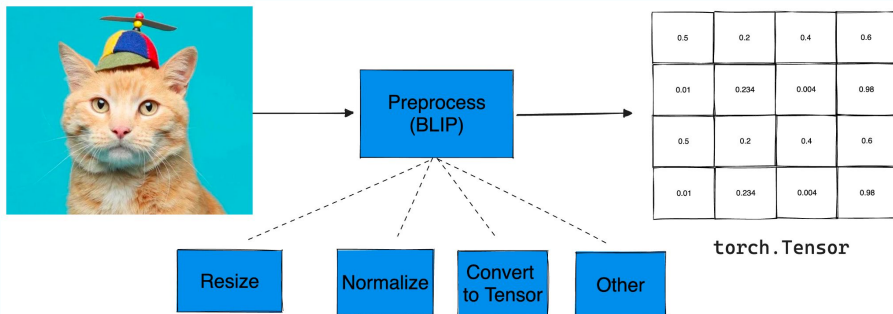 Preprocess
(BLIP)
0.5 0.2 0.4 0.6
0.01 0.234 0.004 0.98
0.5 0.2 0.4 0.6
0.01 0.234 0.004 0.98
torch.Tensor
Resize
Normalize
Convert
to Tensor
Other